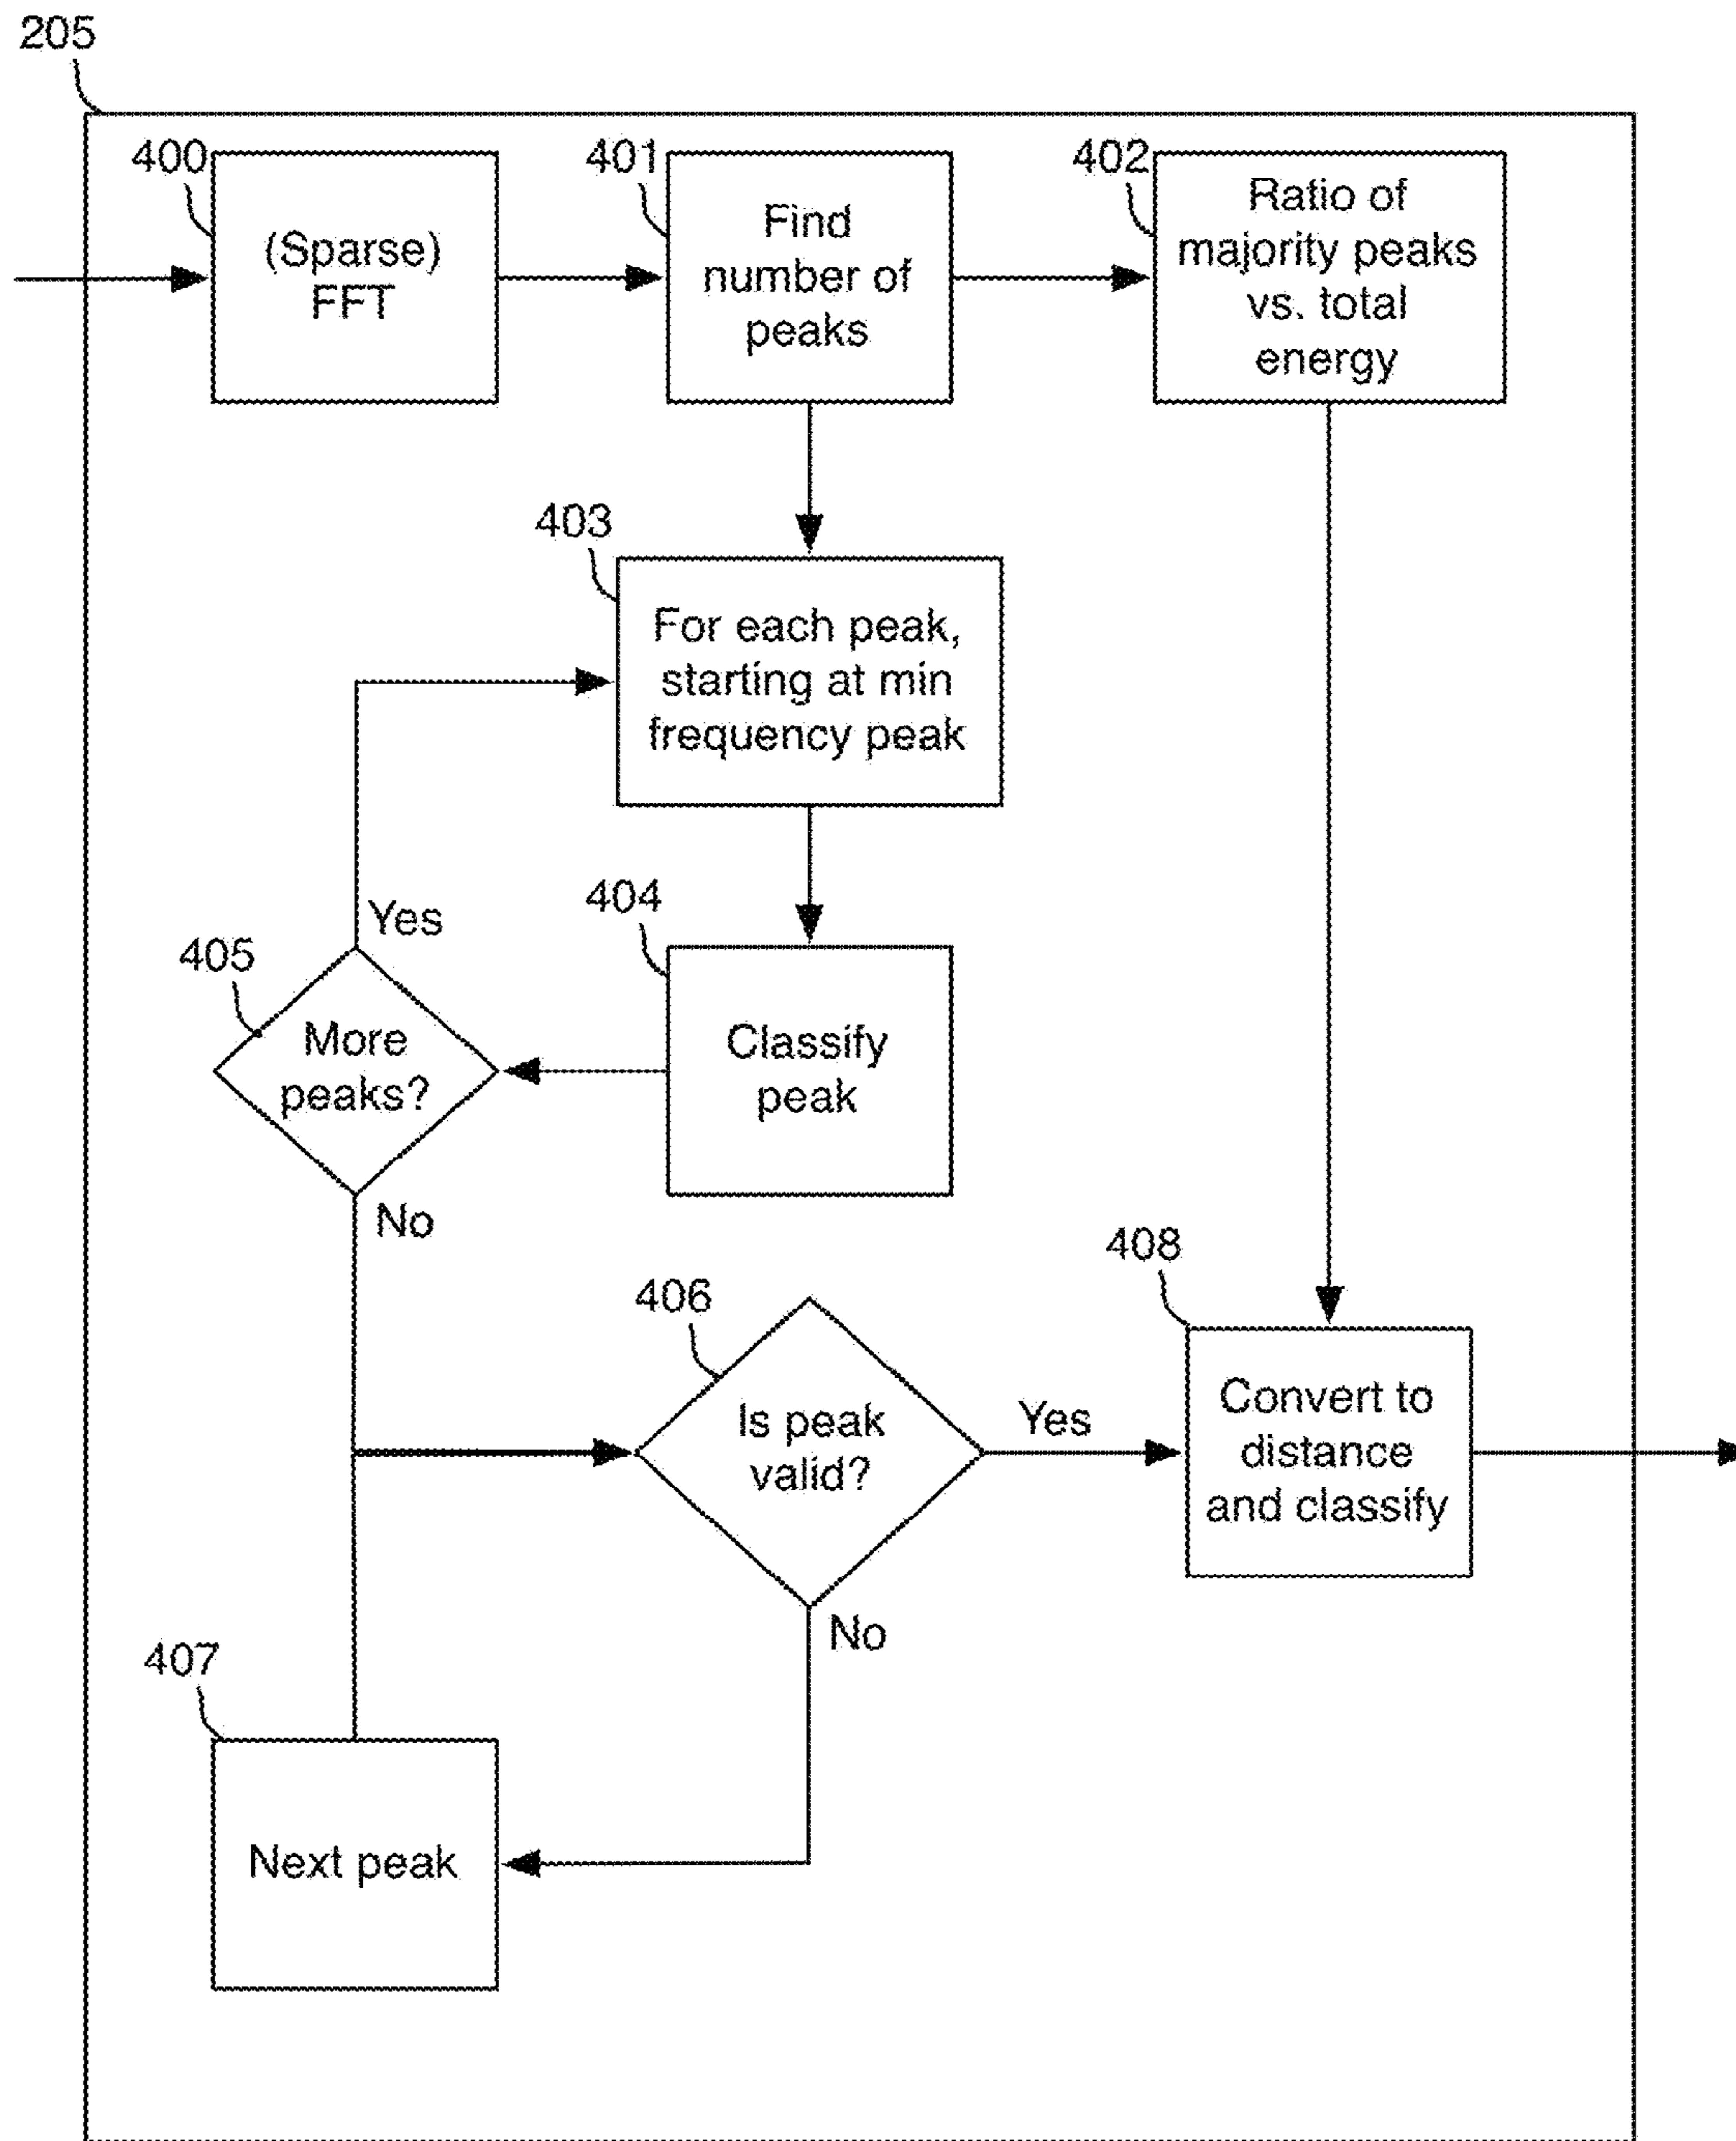 205
400
(Sparse)
FFT
401
Find
number of
peaks
402
Ratio of
majority peaks
vs. total
energy
403
For each peak,
starting at min
frequency peak
404
Classify
peak
405
More
peaks?
Yes
No
406
Is peak
valid?
Yes
No
407
Next peak
408
Convert to
distance
and classify